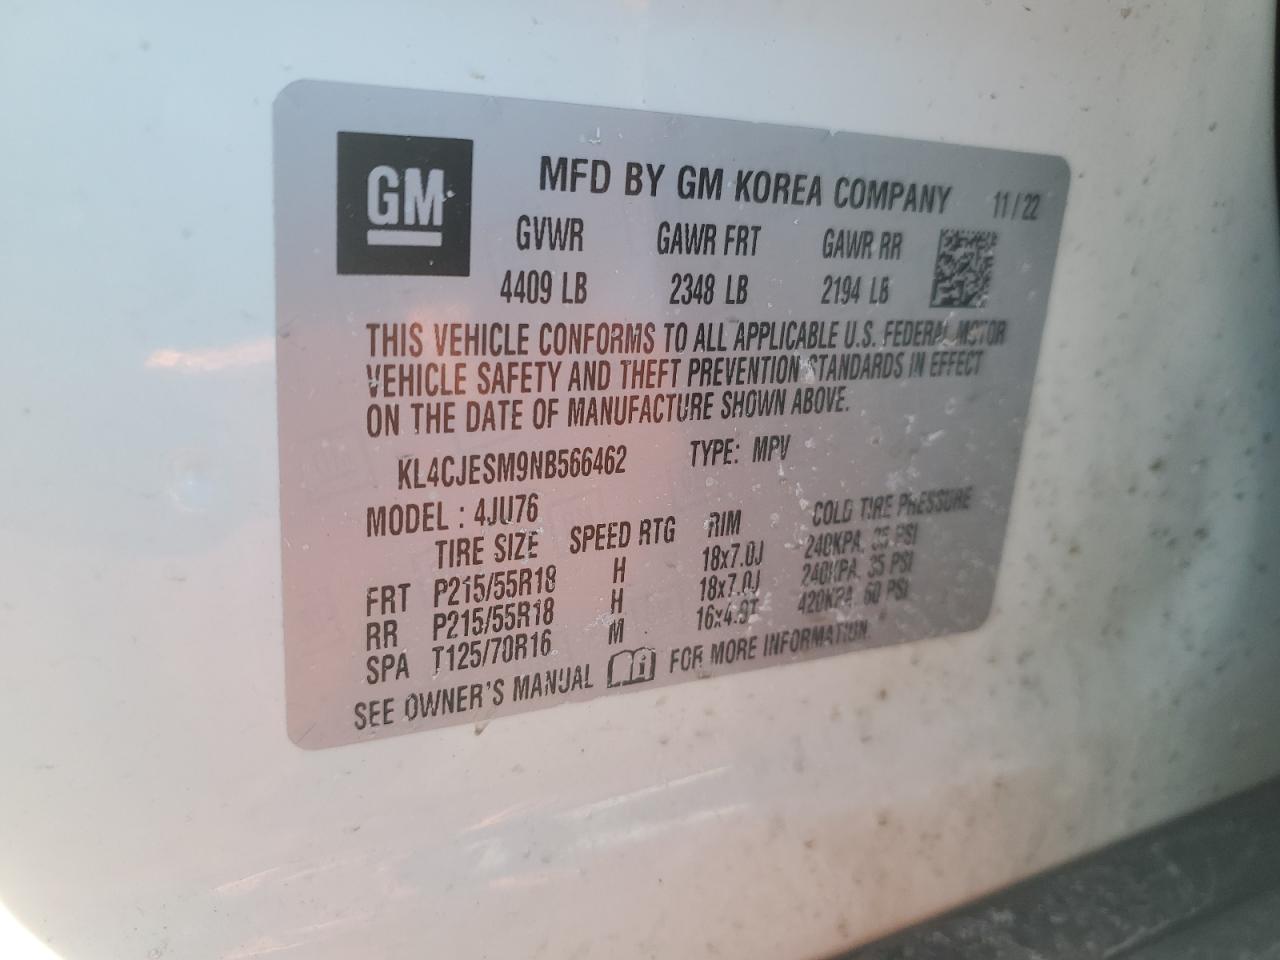 GM
MFD BY GM KOREA COMPANY 11/22
GVWR GAWR FRT GAWR RR
4409 LB 2348 LB 2194 LB
THIS VEHICLE CONFORMS TO ALL APPLICABLE U.S. FEDERAL MOTOR
VEHICLE SAFETY AND THEFT PREVENTION STANDARDS IN EFFECT
ON THE DATE OF MANUFACTURE SHOWN ABOVE.
KL4CJESM9NB566462 TYPE: MPV
MODEL : 4JU76
TIRE SIZE SPEED RTG RIM COLD TIRE PRESSURE
FRT P215/55R18 H 18x7.0J 240KPA, 35 PSI
RR P215/55R18 H 18x7.0J 240KPA, 35 PSI
SPA T125/70R16 M 16x4.0T 420KPA, 60 PSI
SEE OWNER'S MANUAL FOR MORE INFORMATION.